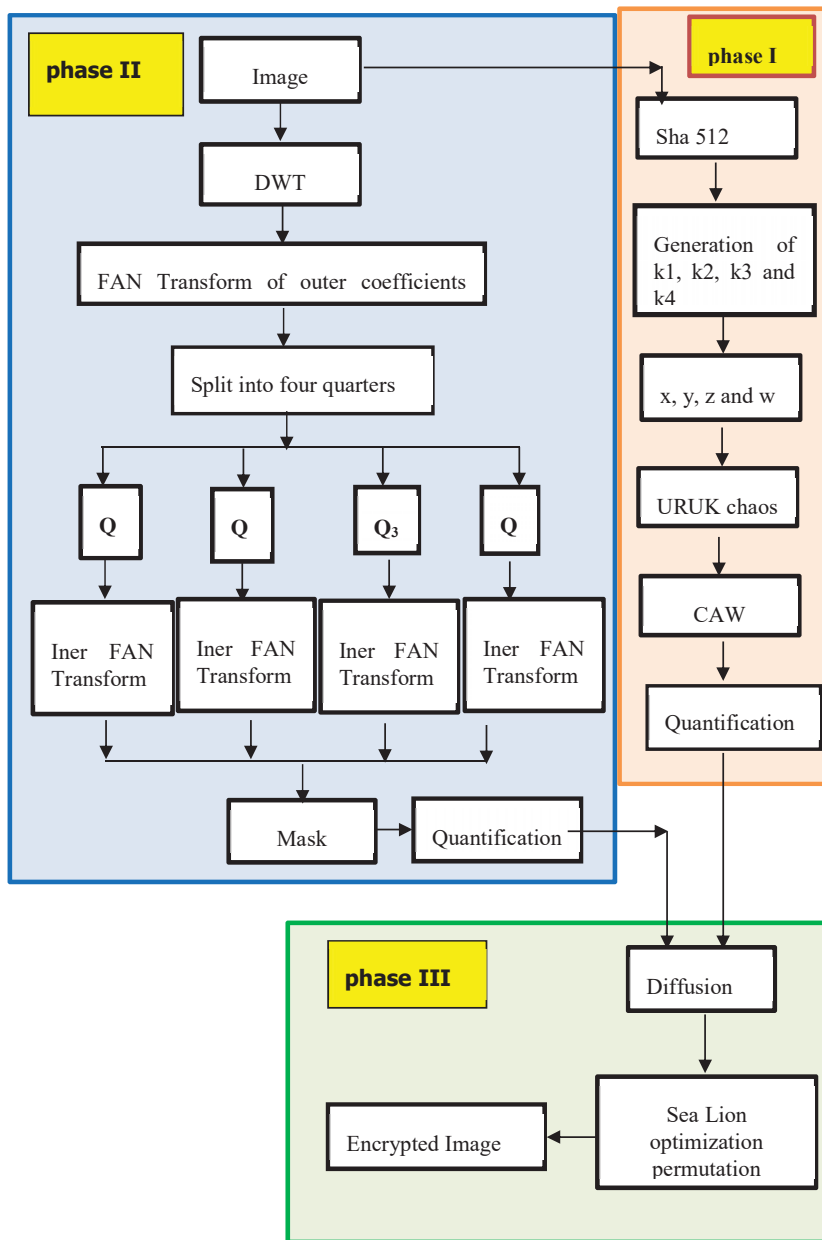 phase II
Image
DWT
FAN Transform of outer coefficients
Split into four quarters
Q
Q
Q₃
Q
Iner FAN
Transform
Iner FAN
Transform
Iner FAN
Transform
Iner FAN
Transform
Mask
Quantification
phase I
Sha 512
Generation of
k1, k2, k3 and
k4
x, y, z and w
URUK chaos
CAW
Quantification
phase III
Diffusion
Sea Lion
optimization
permutation
Encrypted Image